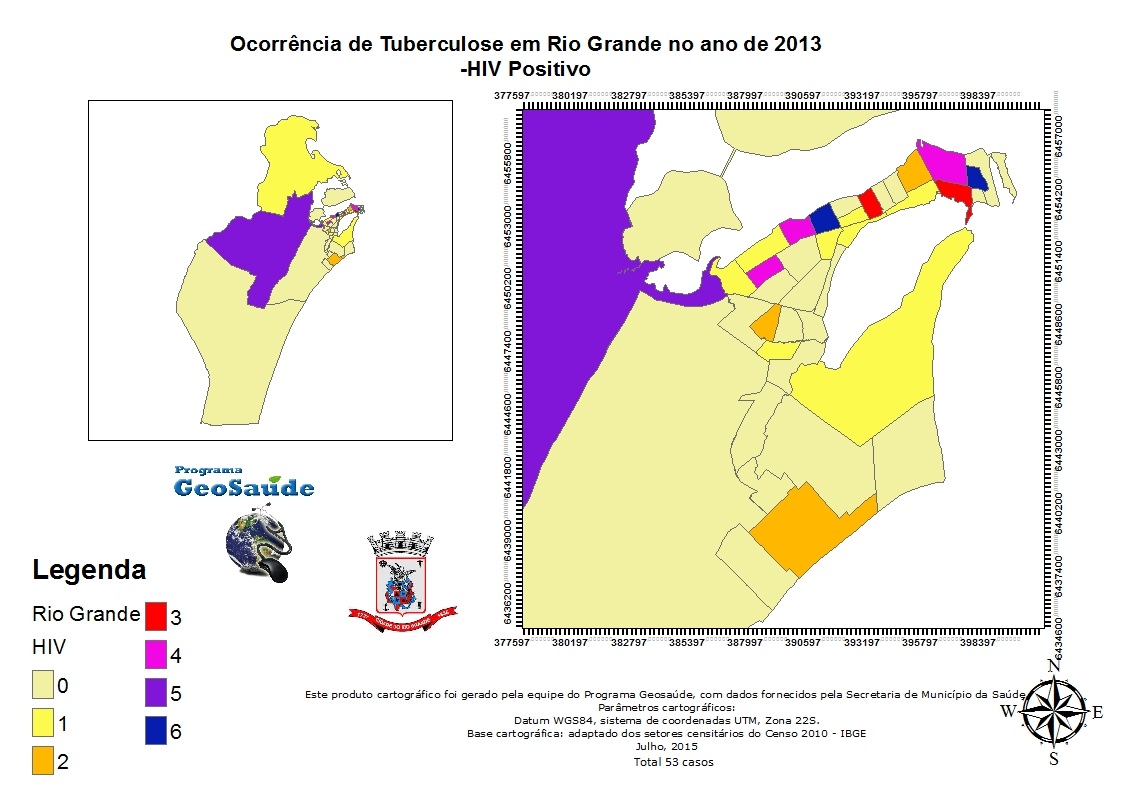 Ocorrência de Tuberculose em Rio Grande no ano de 2013
-HIV Positivo
377597 380197 382797 385397 387997 390597 393197 395797 398397
6455800
6453000
6450200
6447400
6444600
6441800
6439000
6436200
6457000
6454200
6451400
6448600
6445800
6443000
6440200
6437400
6434600
377597 380197 382797 385397 387997 390597 393197 395797 398397
Programa
GeoSaúde
CIDADE DO RIO GRANDE
Legenda
Rio Grande
HIV
0
1
2
3
4
5
6
Este produto cartográfico foi gerado pela equipe do Programa Geosaúde, com dados fornecidos pela Secretaria de Município da Saúde
Parâmetros cartográficos:
Datum WGS84, sistema de coordenadas UTM, Zona 22S.
Base cartográfica: adaptado dos setores censitários do Censo 2010 - IBGE
Julho, 2015
Total 53 casos
N
W E
S